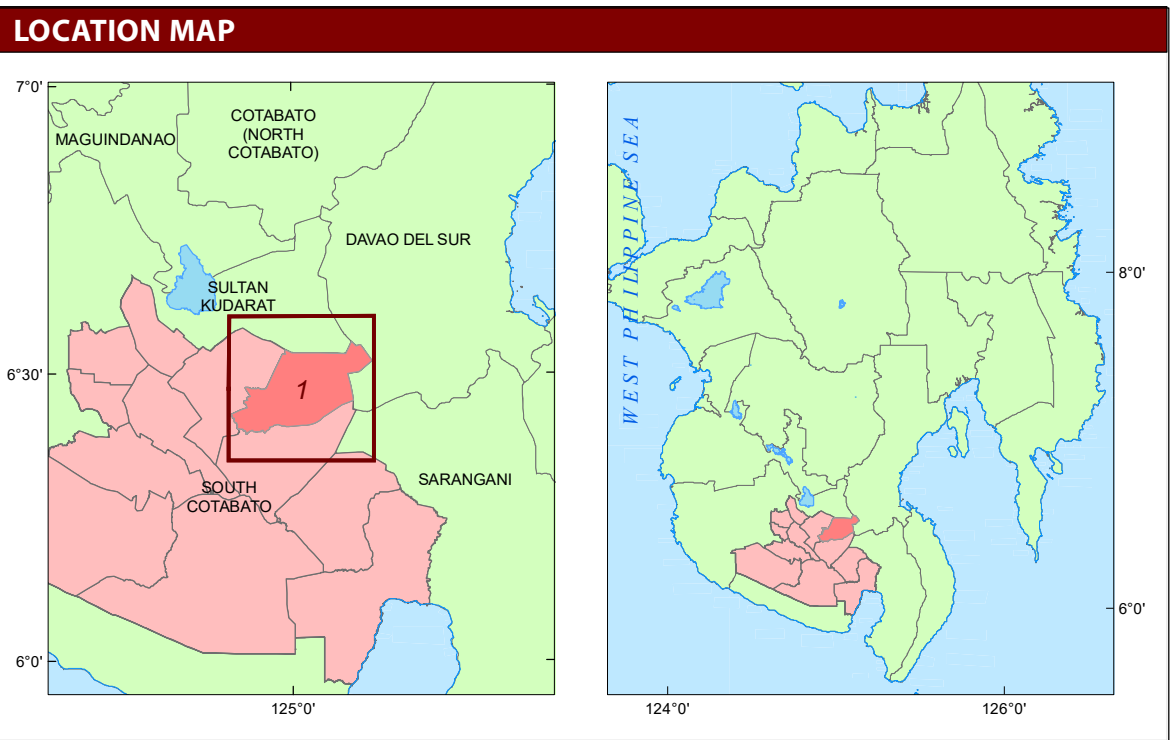 LOCATION MAP
7°0'
COTABATO
(NORTH
COTABATO)
MAGUINDANAO
DAVAO DEL SUR
SULTAN
KUDARAT
6°30'
1
SARANGANI
SOUTH
COTABATO
6°0'
125°0'
WEST PHILIPPINE SEA
8°0'
6°0'
124°0'
126°0'